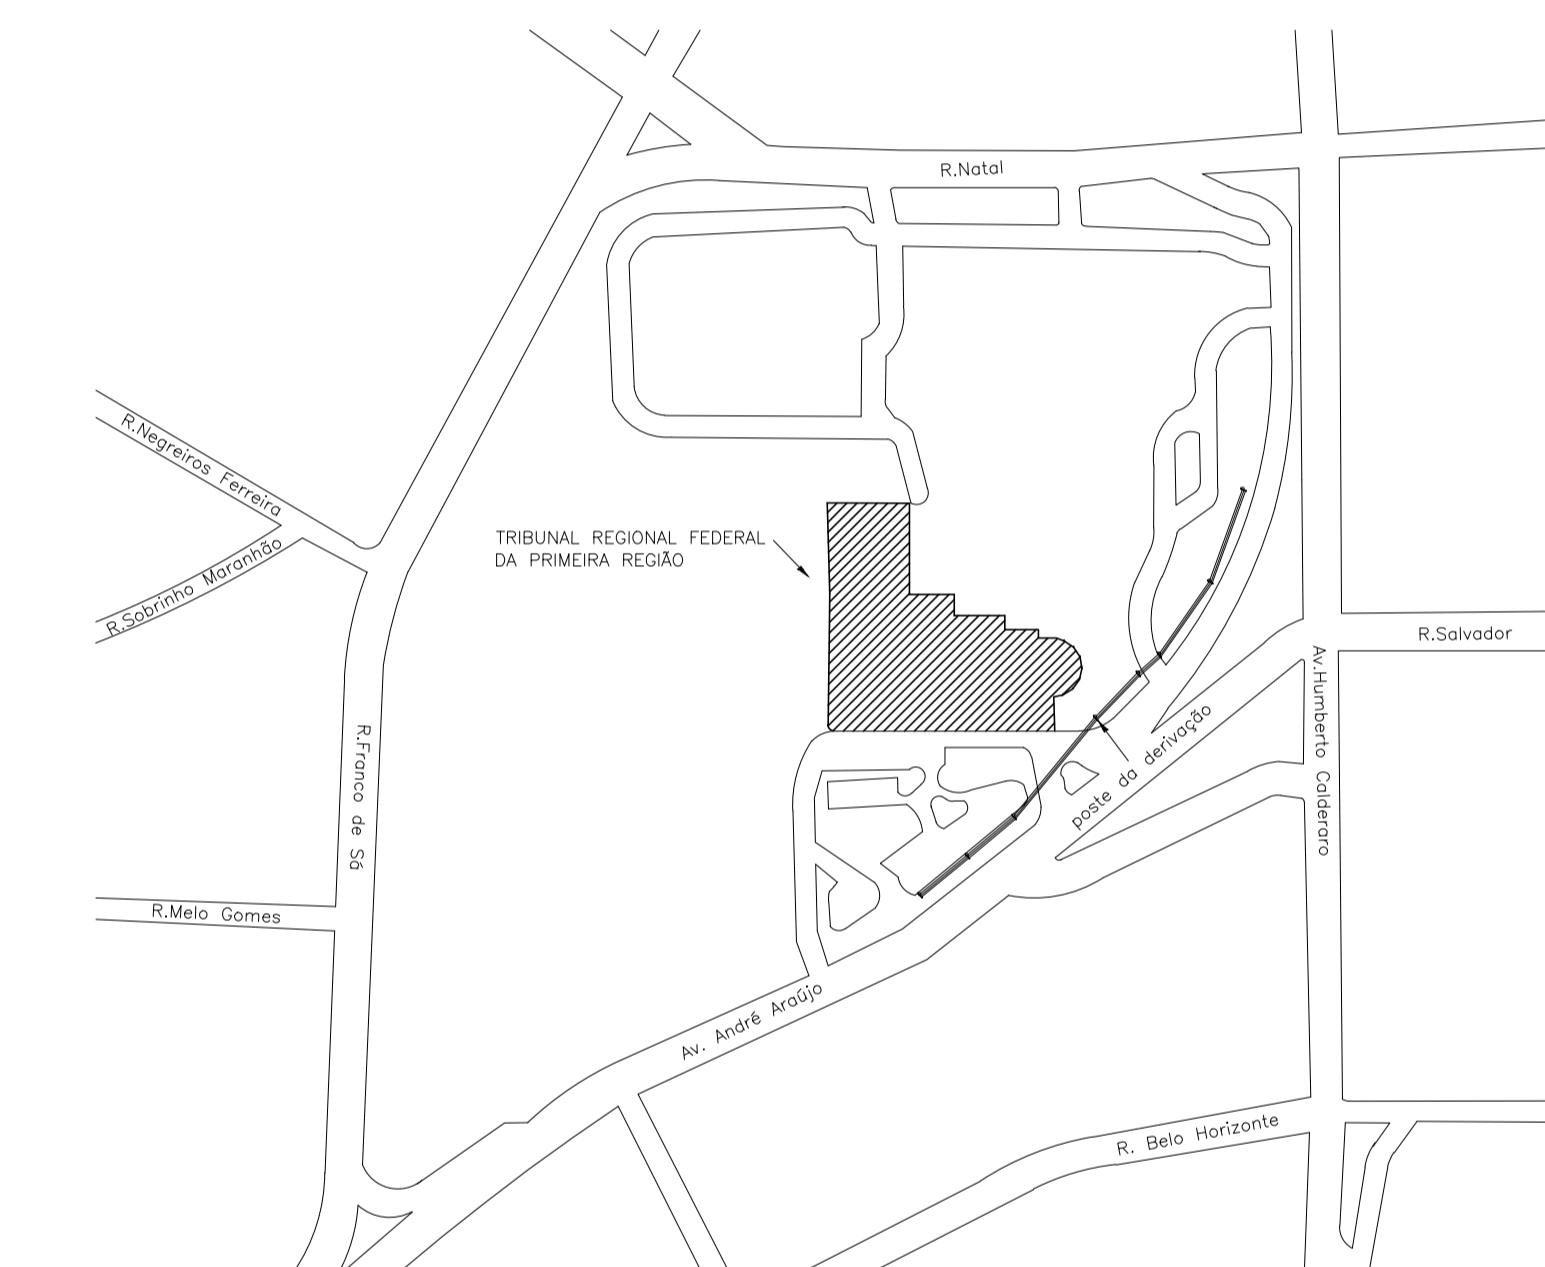 R.Natal
R.Negreiros Ferreira
TRIBUNAL REGIONAL FEDERAL
DA PRIMEIRA REGIÃO
R.Sobrinho Maranhão
R.Salvador
Av.Humberto Calderaro
poste da derivação
R.Franco de Sá
R.Melo Gomes
Av. André Araújo
R. Belo Horizonte